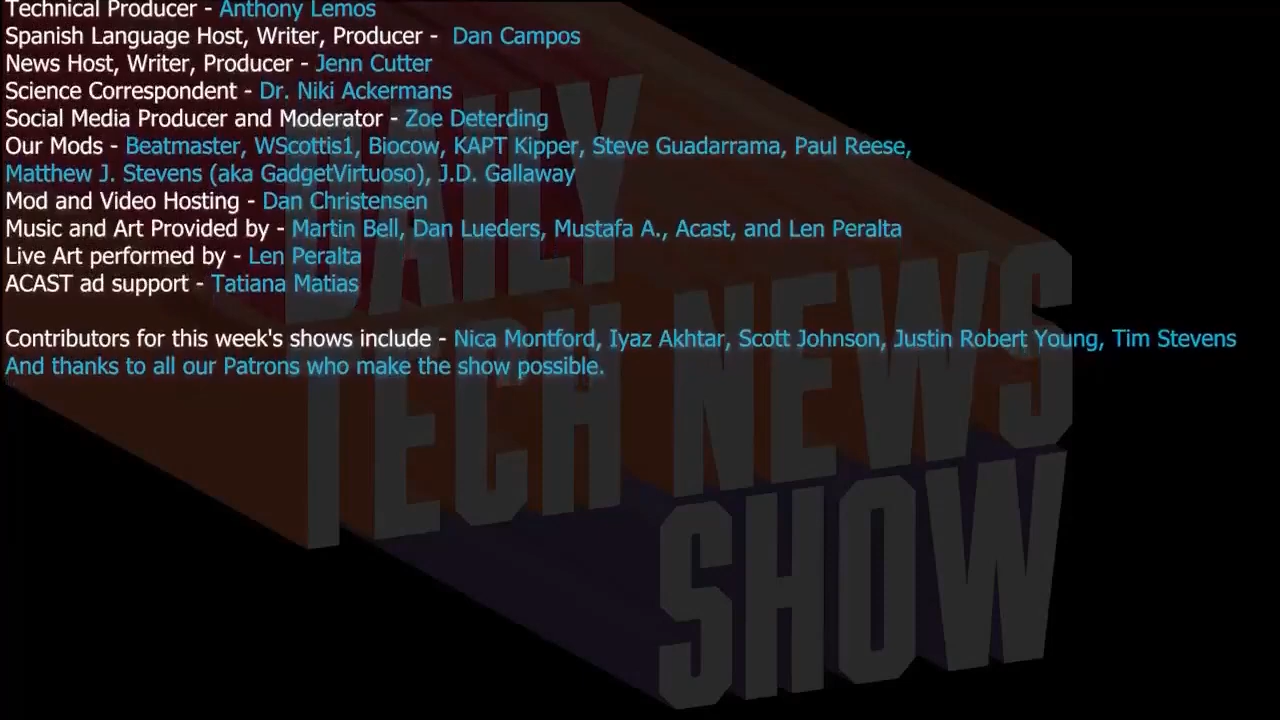 Technical Producer - Anthony Lemos
Spanish Language Host, Writer, Producer -  Dan Campos
News Host, Writer, Producer - Jenn Cutter
Science Correspondent - Dr. Niki Ackermans
Social Media Producer and Moderator - Zoe Deterding
Our Mods - Beatmaster, WScottis1, Biocow, KAPT Kipper, Steve Guadarrama, Paul Reese,
Matthew J. Stevens (aka GadgetVirtuoso), J.D. Gallaway
Mod and Video Hosting - Dan Christensen
Music and Art Provided by - Martin Bell, Dan Lueders, Mustafa A., Acast, and Len Peralta
Live Art performed by - Len Peralta
ACAST ad support - Tatiana Matias
Contributors for this week's shows include - Nica Montford, Iyaz Akhtar, Scott Johnson, Justin Robert Young, Tim Stevens
And thanks to all our Patrons who make the show possible.
DAILY
TECH NEWS
SHOW